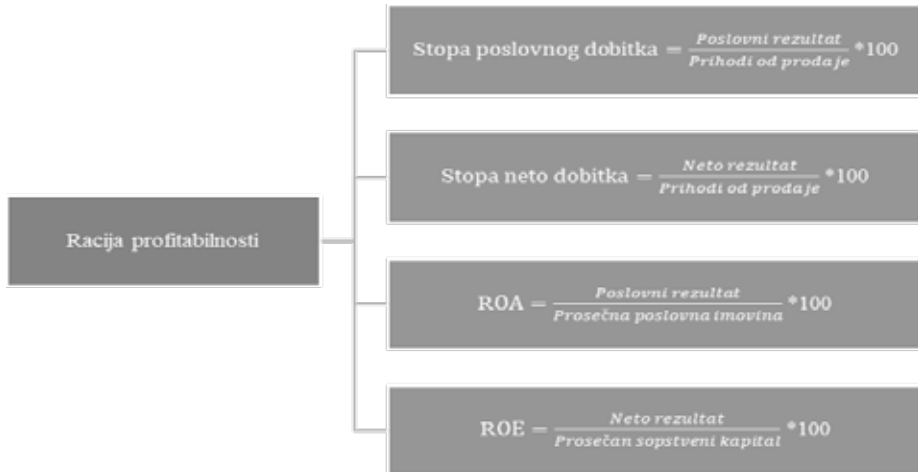 Stopa poslovnog dobitka = Poslovni rezultat / Prihodi od prodaje *100
Stopa neto dobitka = Neto rezultat / Prihodi od prodaje *100
Racija profitabilnosti
ROA = Poslovni rezultat / Prosečna poslovna imovina *100
ROE = Neto rezultat / Prosečan sopstveni kapital *100